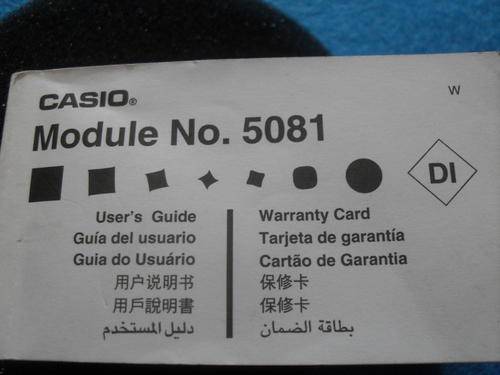 CASIO®
W
Module No. 5081
DI
User's Guide
Guía del usuario
Guia do Usuário
用户说明书
用戶說明書
دليل المستخدم
Warranty Card
Tarjeta de garantía
Cartão de Garantia
保修卡
保修卡
بطاقة الضمان